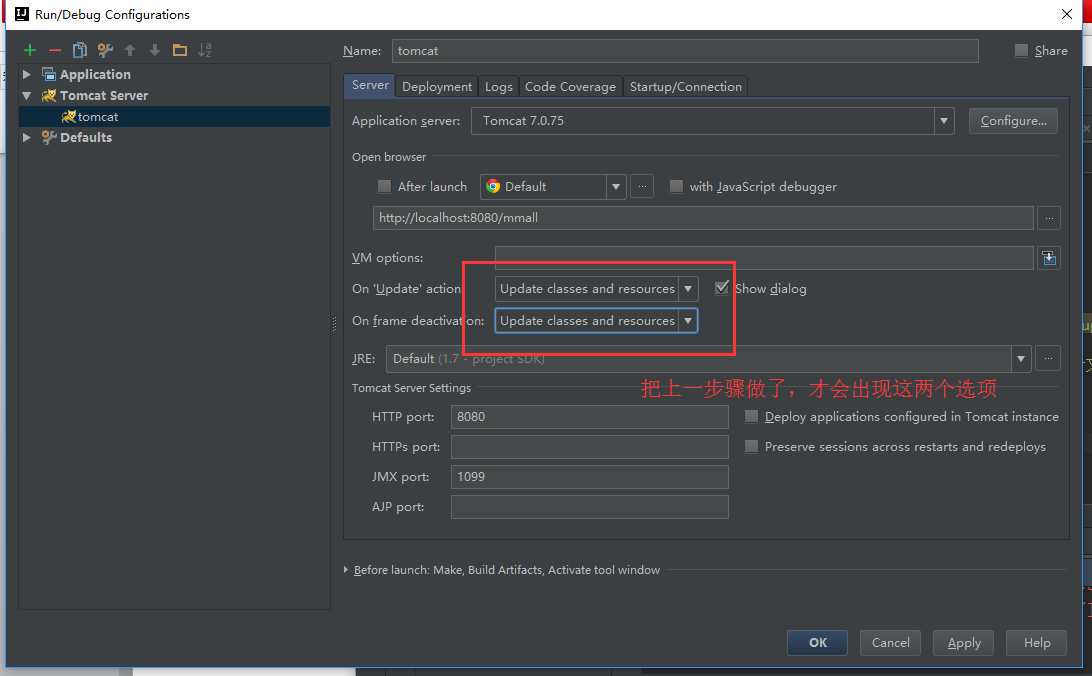 Run/Debug Configurations
Name: tomcat Share
Application
Tomcat Server
tomcat
Defaults
Server Deployment Logs Code Coverage Startup/Connection
Application server: Tomcat 7.0.75 Configure...
Open browser
After launch Default ... with JavaScript debugger
http://localhost:8080/mmall ...
VM options:
On 'Update' action: Update classes and resources Show dialog
On frame deactivation: Update classes and resources
JRE: Default (1.7 - project SDK) ...
把上一步骤做了，才会出现这两个选项
Tomcat Server Settings
HTTP port: 8080 Deploy applications configured in Tomcat instance
HTTPs port: Preserve sessions across restarts and redeploys
JMX port: 1099
AJP port:
Before launch: Make, Build Artifacts, Activate tool window
OK Cancel Apply Help